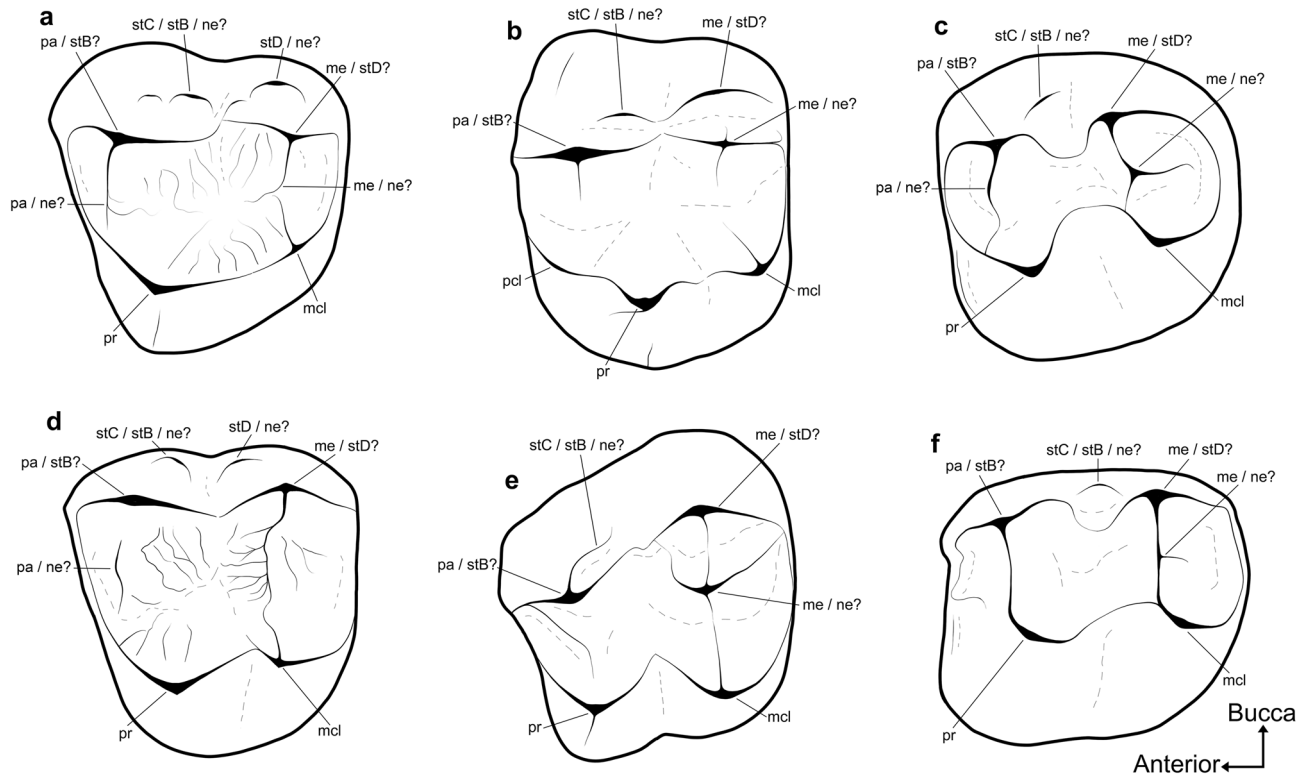 a
stC / stB / ne?
pa / stB?
stD / ne?
me / stD?
pa / ne?
me / ne?
pr
mcl
b
stC / stB / ne?
me / stD?
pa / stB?
me / ne?
pcl
mcl
pr
c
stC / stB / ne?
me / stD?
pa / stB?
me / ne?
pa / ne?
mcl
pr
d
stC / stB / ne?
stD / ne?
pa / stB?
me / stD?
pa / ne?
pr
mcl
e
stC / stB / ne?
me / stD?
pa / stB?
me / ne?
pr
mcl
f
stC / stB / ne?
me / stD?
pa / stB?
me / ne?
mcl
pr
Bucca
Anterior